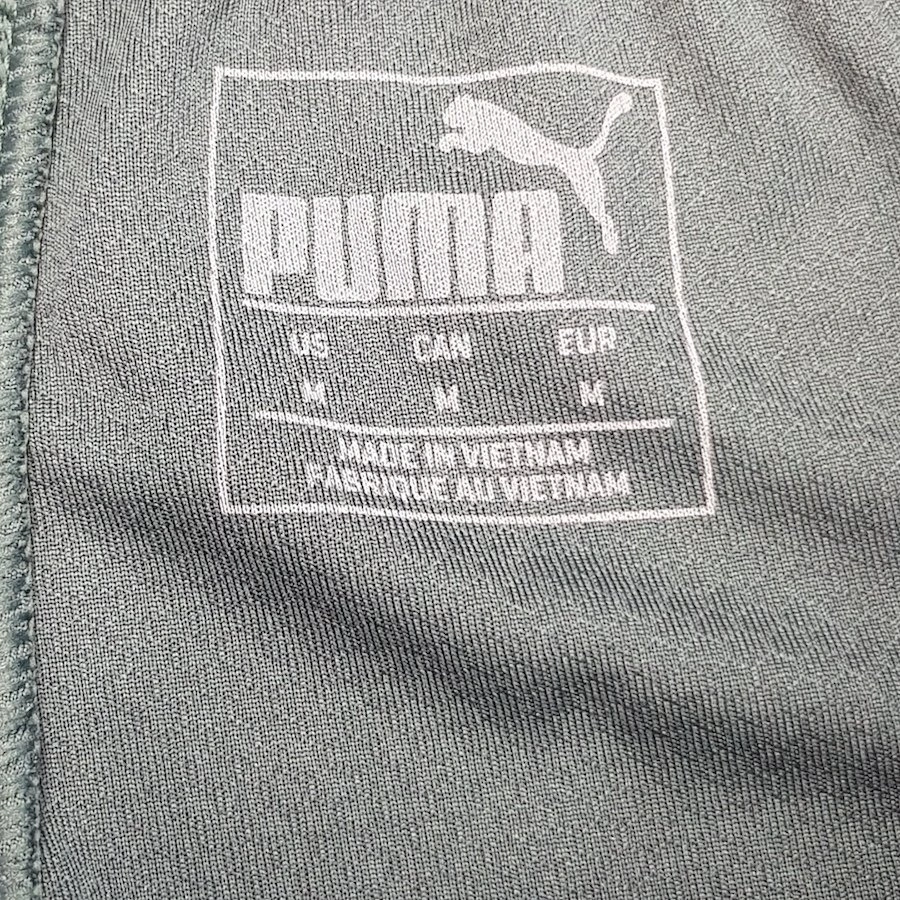 PUMA
US CAN EUR
M M M
MADE IN VIETNAM
FABRIQUE AU VIETNAM